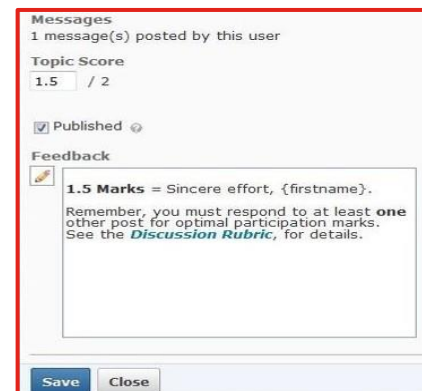 Messages
1 message(s) posted by this user
Topic Score
1.5 / 2
Published
Feedback
1.5 Marks = Sincere effort, {firstname}.
Remember, you must respond to at least one
other post for optimal participation marks.
See the Discussion Rubric, for details.
Save Close